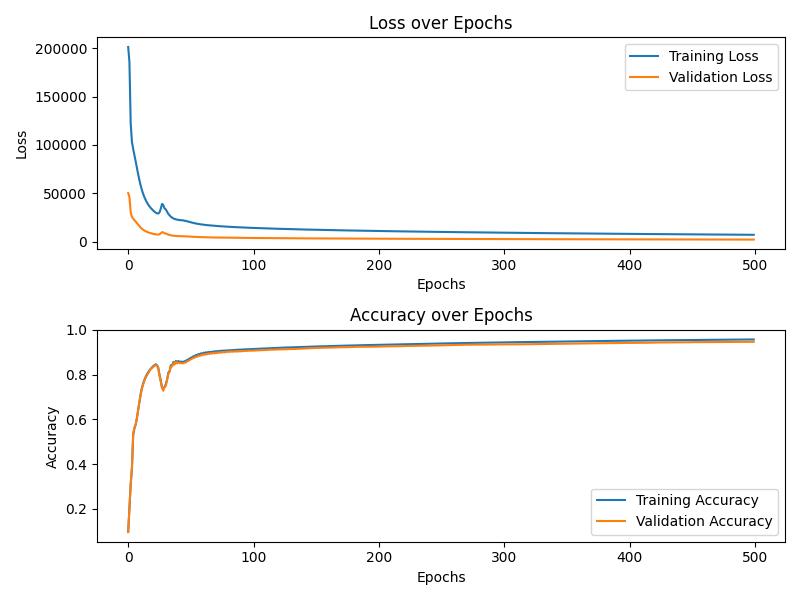 Loss over Epochs
200000
150000
100000
50000
0
Loss
Training Loss
Validation Loss
0 100 200 300 400 500
Epochs
Accuracy over Epochs
1.0
0.8
0.6
0.4
0.2
Accuracy
Training Accuracy
Validation Accuracy
0 100 200 300 400 500
Epochs